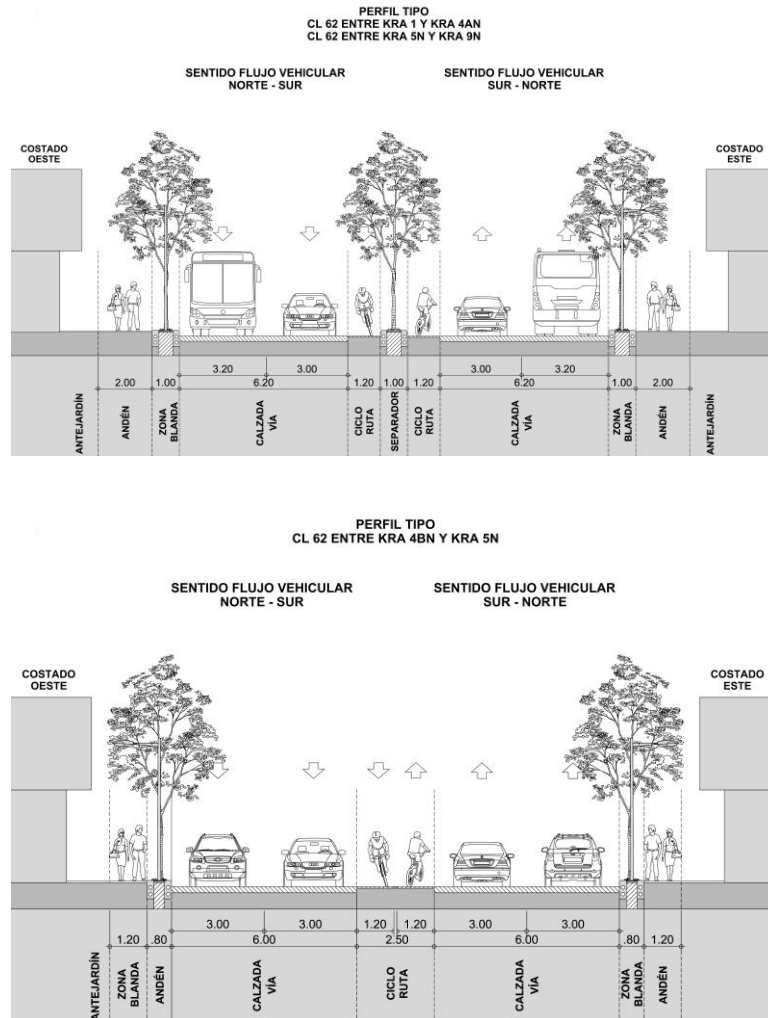 PERFIL TIPO
CL 62 ENTRE KRA 1 Y KRA 4AN
CL 62 ENTRE KRA 5N Y KRA 9N
SENTIDO FLUJO VEHICULAR
NORTE - SUR
SENTIDO FLUJO VEHICULAR
SUR - NORTE
COSTADO
OESTE
COSTADO
ESTE
3.20 3.00 3.00 3.20
2.00 1.00 6.20 1.20 1.00 1.20 6.20 1.00 2.00
ANTEJARDÍN
ANDÉN
ZONA
BLANDA
CALZADA
VÍA
CICLO
RUTA
SEPARADOR
CICLO
RUTA
CALZADA
VÍA
ZONA
BLANDA
ANDÉN
ANTEJARDÍN
PERFIL TIPO
CL 62 ENTRE KRA 4BN Y KRA 5N
SENTIDO FLUJO VEHICULAR
NORTE - SUR
SENTIDO FLUJO VEHICULAR
SUR - NORTE
COSTADO
OESTE
COSTADO
ESTE
3.00 3.00 1.20 1.20 3.00 3.00
1.20 .80 6.00 2.50 6.00 .80 1.20
ANTEJARDÍN
ZONA
BLANDA
ANDÉN
CALZADA
VÍA
CICLO
RUTA
CALZADA
VÍA
ZONA
BLANDA
ANDÉN
ANTEJARDÍN